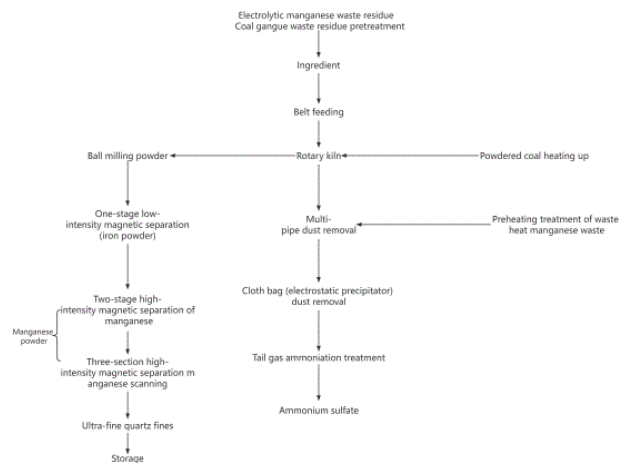 Electrolytic manganese waste residue
Coal gangue waste residue pretreatment
Ingredient
Belt feeding
Ball milling powder
Rotary kiln
Powdered coal heating up
One-stage low-
intensity magnetic separation
(iron powder)
Multi-
pipe dust removal
Preheating treatment of waste
heat manganese waste
Two-stage high-
intensity magnetic separation of
manganese
Cloth bag (electrostatic precipitator)
dust removal
Manganese
powder
Three-section high-
intensity magnetic separation m
anganese scanning
Tail gas ammoniation treatment
Ammonium sulfate
Ultra-fine quartz fines
Storage